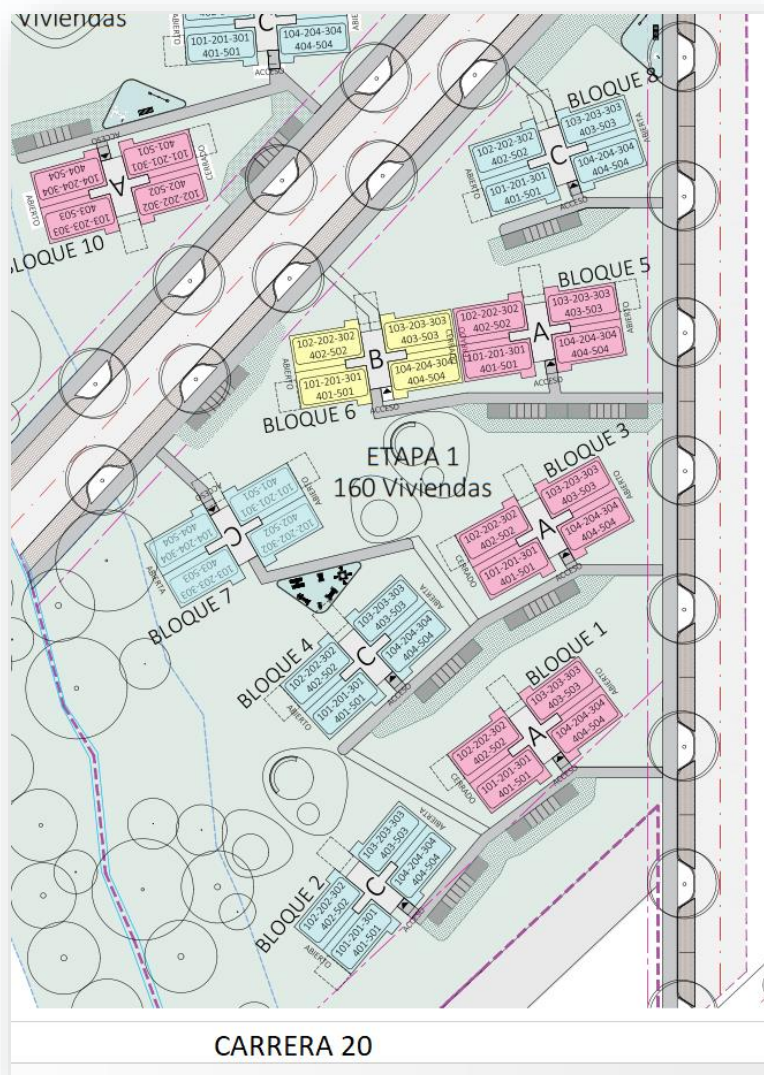 Viviendas
ABIERTO
C
101-201-301
401-501
104-204-304
404-504
ACCESO
ACCESO
A
104-204-304
404-504
101-201-301
401-501
103-203-303
403-503
102-202-302
402-502
ABIERTO
CERRADO
BLOQUE 10
BLOQUE 8
C
102-202-302
402-502
103-203-303
403-503
101-201-301
401-501
104-204-304
404-504
ABIERTO
ABIERTA
ACCESO
BLOQUE 5
A
102-202-302
402-502
103-203-303
403-503
101-201-301
401-501
104-204-304
404-504
CERRADO
ABIERTO
ACCESO
B
102-202-302
402-502
103-203-303
403-503
101-201-301
401-501
104-204-304
404-504
ABIERTO
CERRADO
ACCESO
BLOQUE 6
ETAPA 1
160 Viviendas
BLOQUE 3
A
102-202-302
402-502
103-203-303
403-503
101-201-301
401-501
104-204-304
404-504
CERRADO
ABIERTO
ACCESO
ACCESO
C
104-204-304
404-504
101-201-301
401-501
103-203-303
403-503
102-202-302
402-502
ABIERTA
ABIERTO
BLOQUE 7
BLOQUE 4
C
102-202-302
402-502
103-203-303
403-503
101-201-301
401-501
104-204-304
404-504
ABIERTO
ABIERTA
ACCESO
BLOQUE 1
A
102-202-302
402-502
103-203-303
403-503
101-201-301
401-501
104-204-304
404-504
CERRADO
ABIERTO
ACCESO
BLOQUE 2
C
102-202-302
402-502
103-203-303
403-503
101-201-301
401-501
104-204-304
404-504
ABIERTO
ABIERTA
ACCESO
CARRERA 20